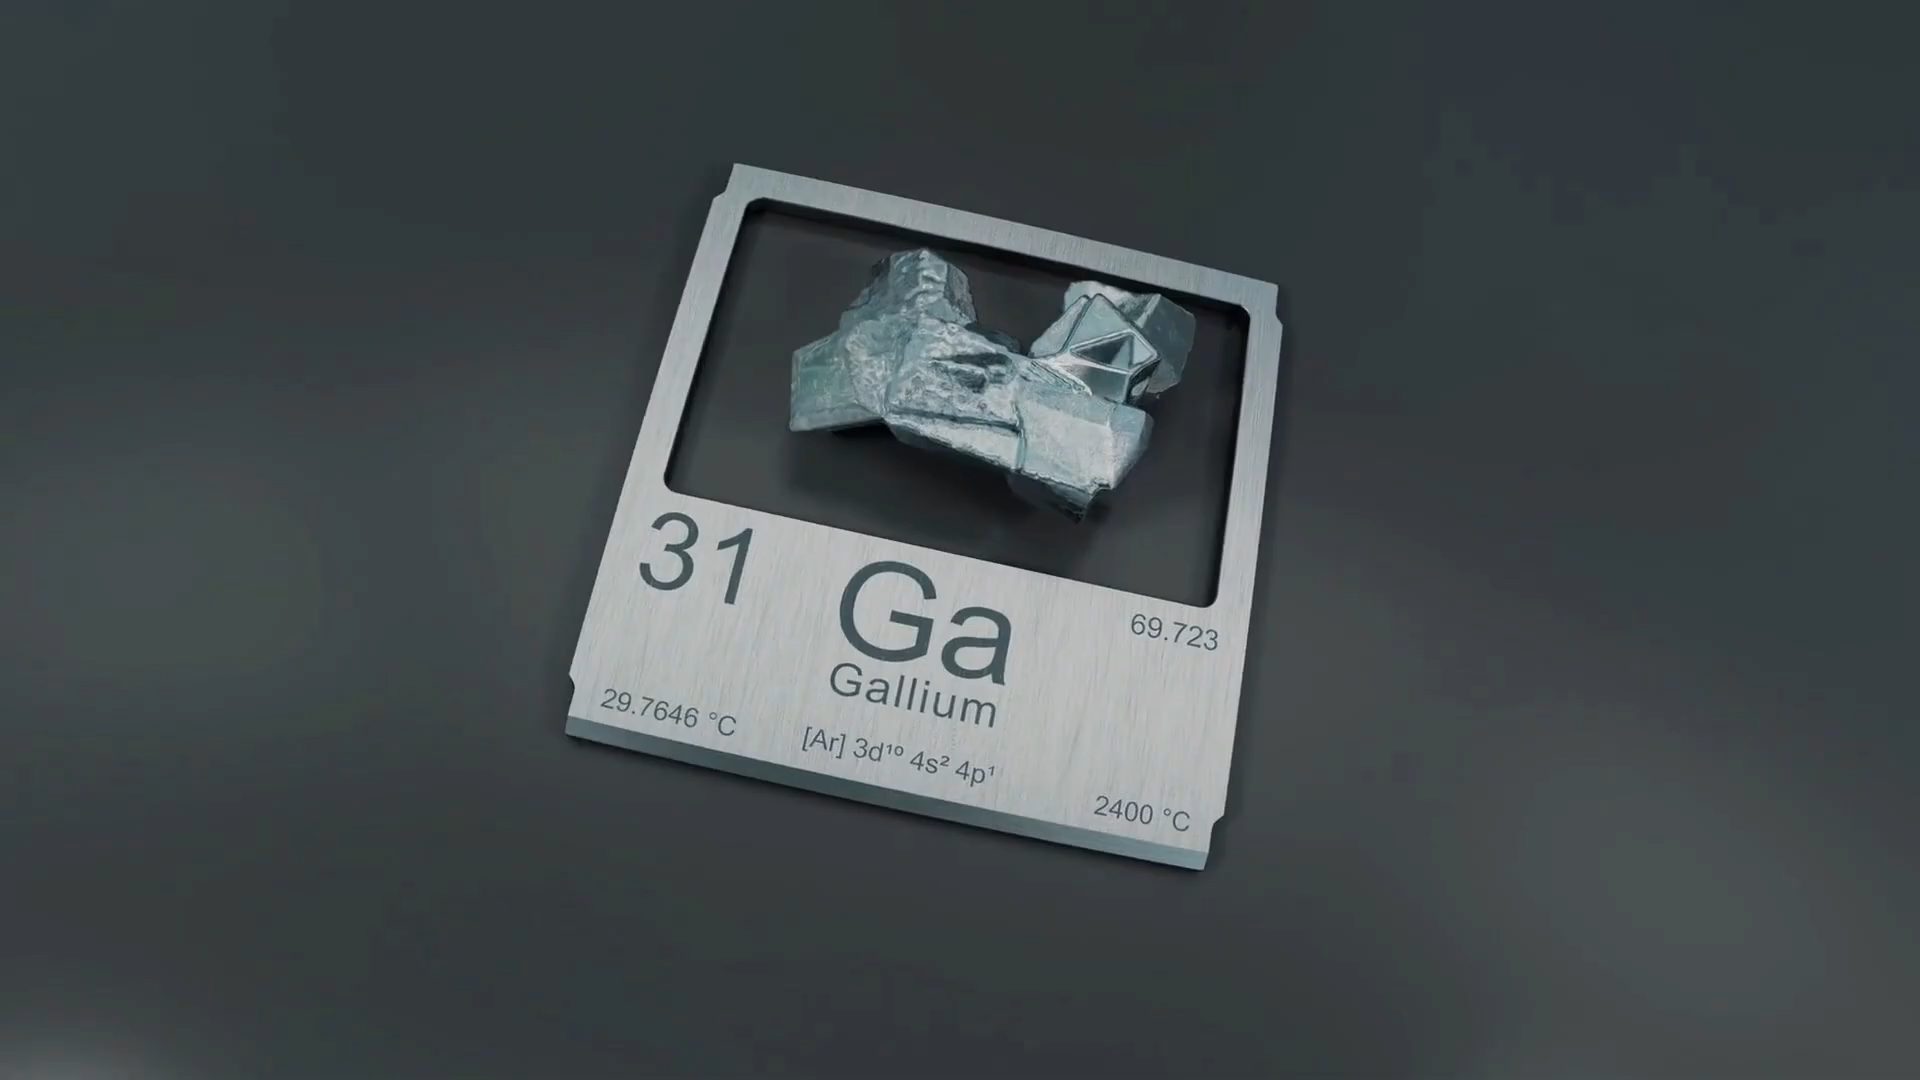 31
Ga
69.723
Gallium
29.7646 °C
[Ar] 3d¹⁰ 4s² 4p¹
2400 °C